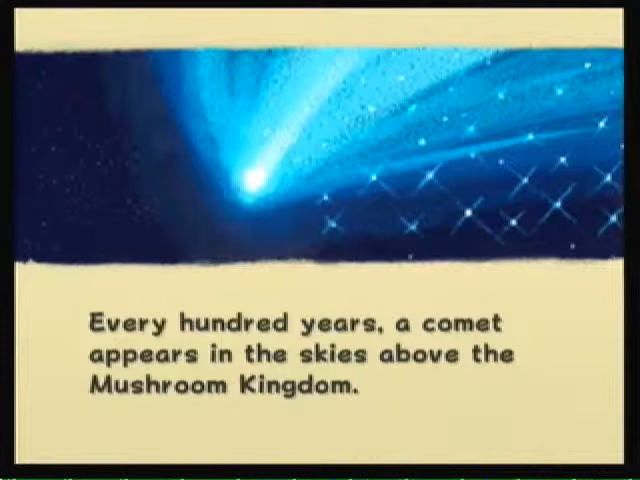 Every hundred years, a comet
appears in the skies above the
Mushroom Kingdom.